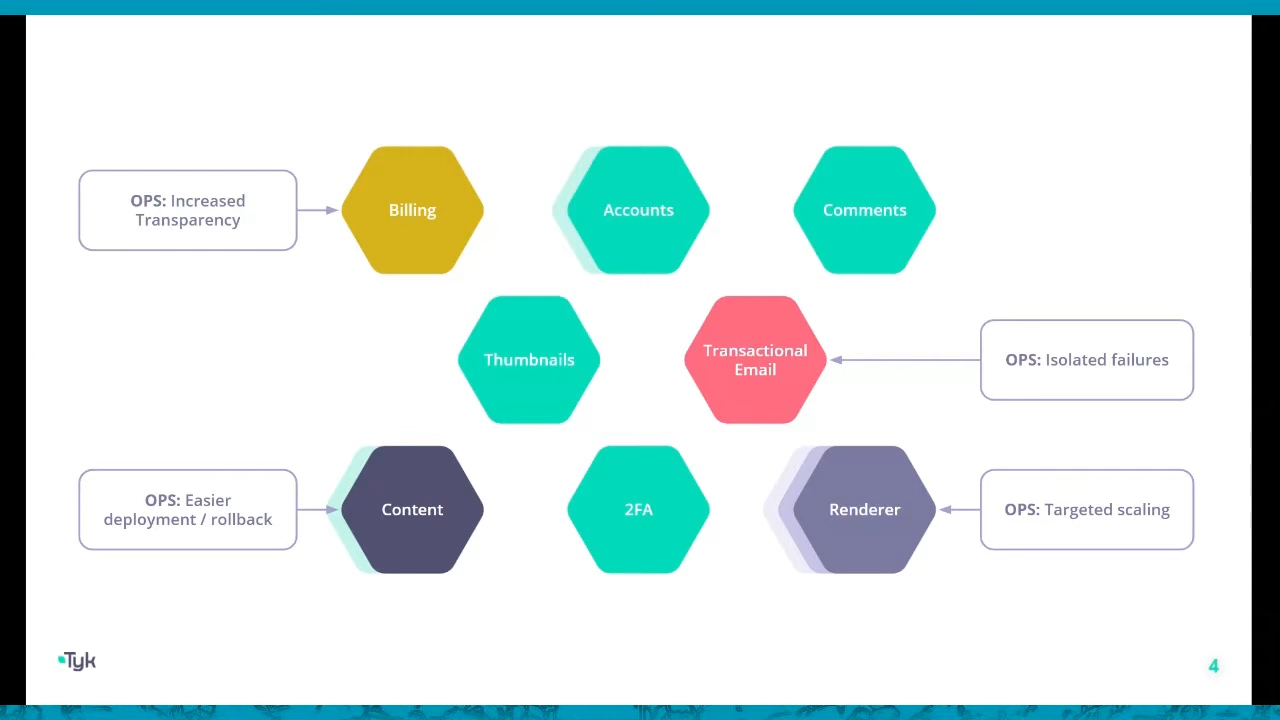 OPS: Increased
Transparency
Billing
Accounts
Comments
Thumbnails
Transactional
Email
OPS: Isolated failures
OPS: Easier
deployment / rollback
Content
2FA
Renderer
OPS: Targeted scaling
Tyk
4